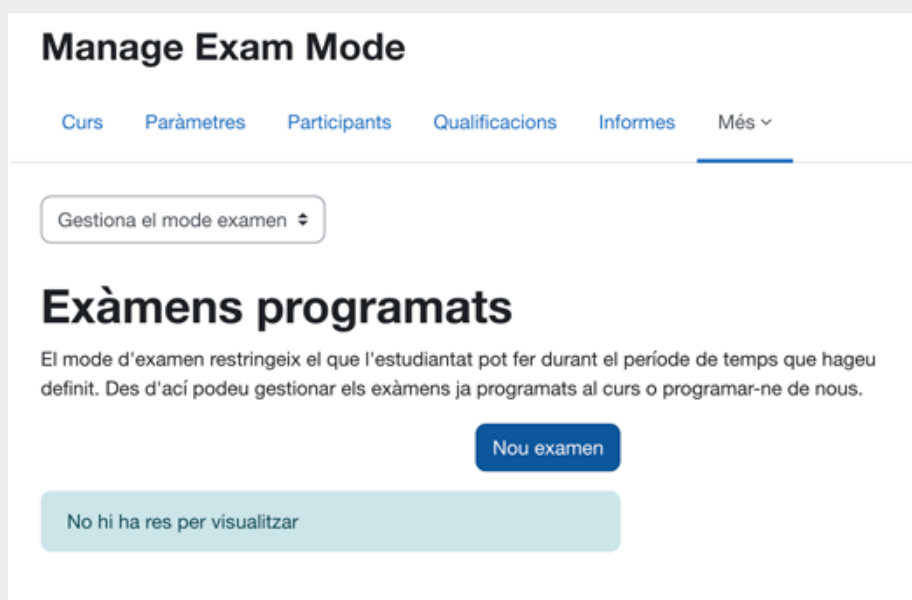 Manage Exam Mode
Curs Paràmetres Participants Qualificacions Informes Més
Gestiona el mode examen
Exàmens programats
El mode d'examen restringeix el que l'estudiantat pot fer durant el període de temps que hageu
definit. Des d'ací podeu gestionar els exàmens ja programats al curs o programar-ne de nous.
Nou examen
No hi ha res per visualitzar